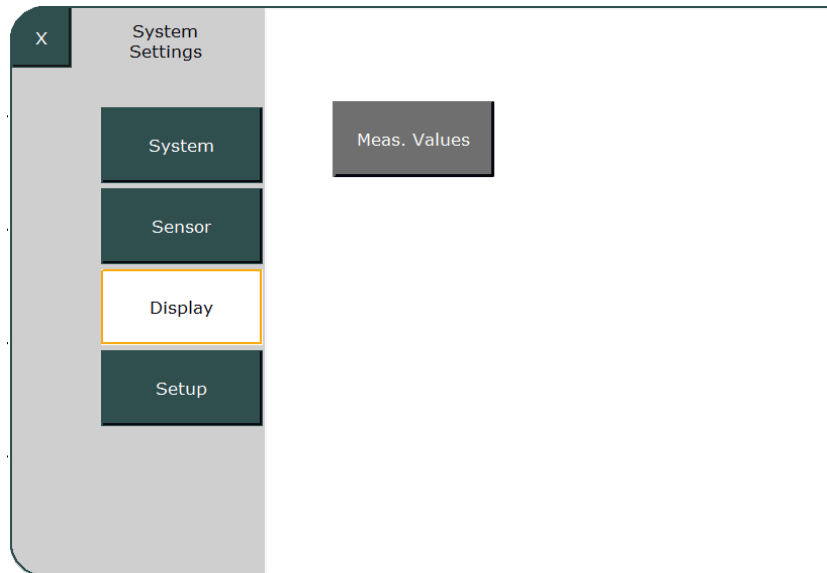 X
System
Settings
System
Meas. Values
Sensor
Display
Setup